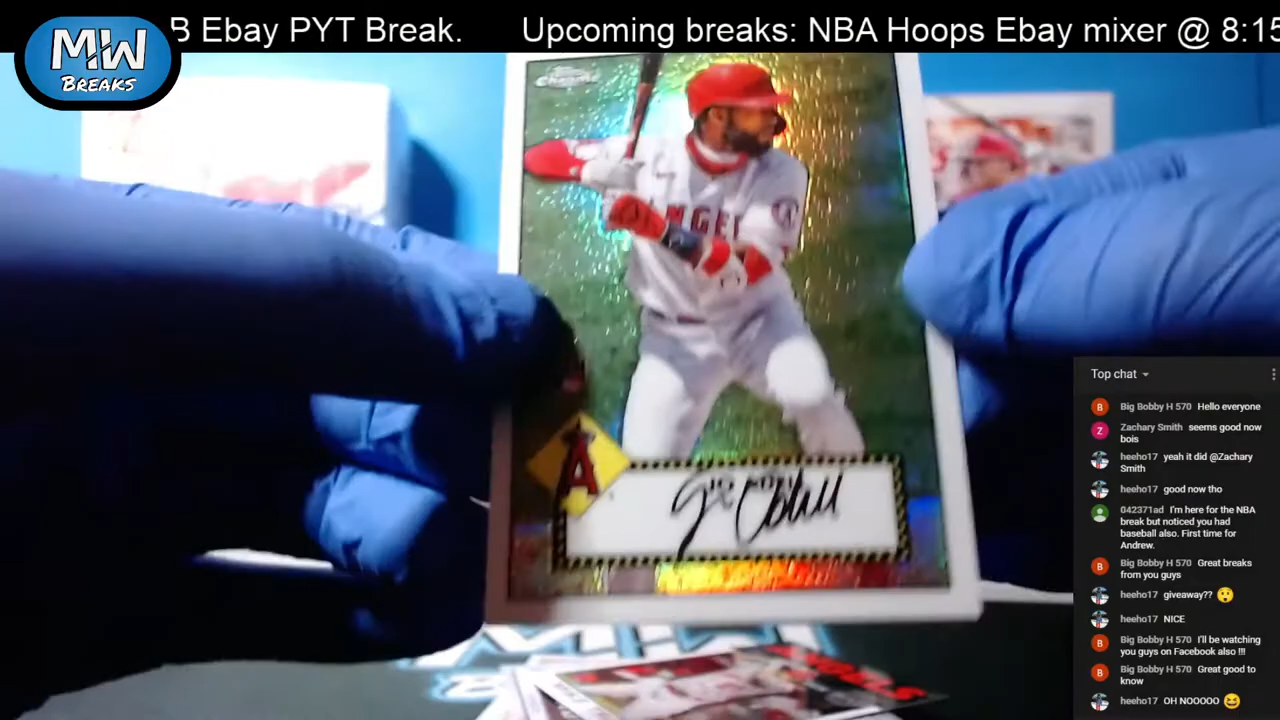 B Ebay PYT Break. Upcoming breaks: NBA Hoops Ebay mixer @ 8:15
MW
BREAKS
Chrome
ANGE
A
Top chat
B Big Bobby H 570 Hello everyone
Z Zachary Smith seems good now
bois
heeho17 yeah it did @Zachary
Smith
heeho17 good now tho
042371ad I'm here for the NBA
break but noticed you had
baseball also. First time for
Andrew.
B Big Bobby H 570 Great breaks
from you guys
heeho17 giveaway?? 😲
heeho17 NICE
B Big Bobby H 570 I'll be watching
you guys on Facebook also !!!
B Big Bobby H 570 Great good to
know
heeho17 OH NOOOOO 😆